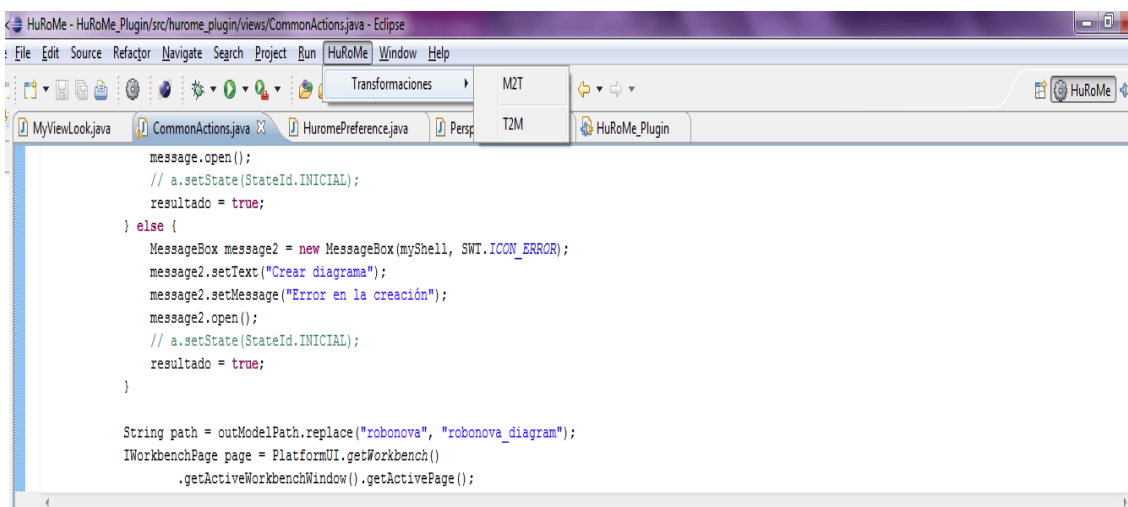 HuRoMe - HuRoMe_Plugin/src/hurome_plugin/views/CommonActions.java - Eclipse
File Edit Source Refactor Navigate Search Project Run HuRoMe Window Help
Transformaciones
M2T
T2M
HuRoMe
MyViewLook.java CommonActions.java HuromePreference.java Persp HuRoMe_Plugin
message.open();
// a.setState(StateId.INICIAL);
resultado = true;
} else {
MessageBox message2 = new MessageBox(myShell, SWT.ICON_ERROR);
message2.setText("Crear diagrama");
message2.setMessage("Error en la creación");
message2.open();
// a.setState(StateId.INICIAL);
resultado = true;
}
String path = outModelPath.replace("robonova", "robonova_diagram");
IWorkbenchPage page = PlatformUI.getWorkbench()
.getActiveWorkbenchWindow().getActivePage();